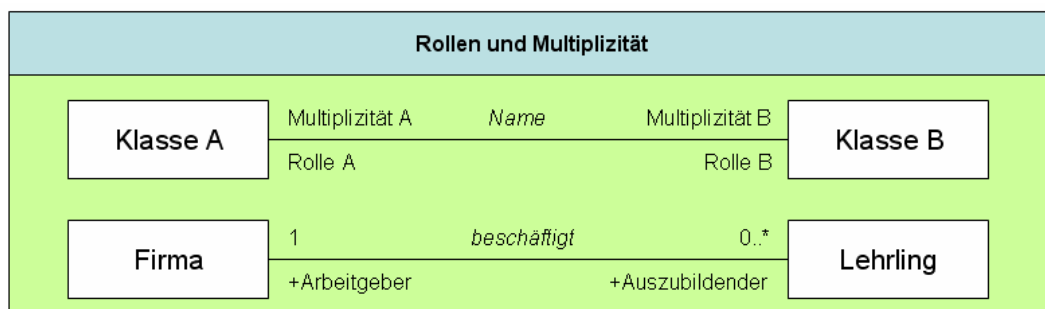 Rollen und Multiplizität
Multiplizität A Name Multiplizität B
Klasse A Klasse B
Rolle A Rolle B
1 beschäftigt 0..*
Firma Lehrling
+Arbeitgeber +Auszubildender